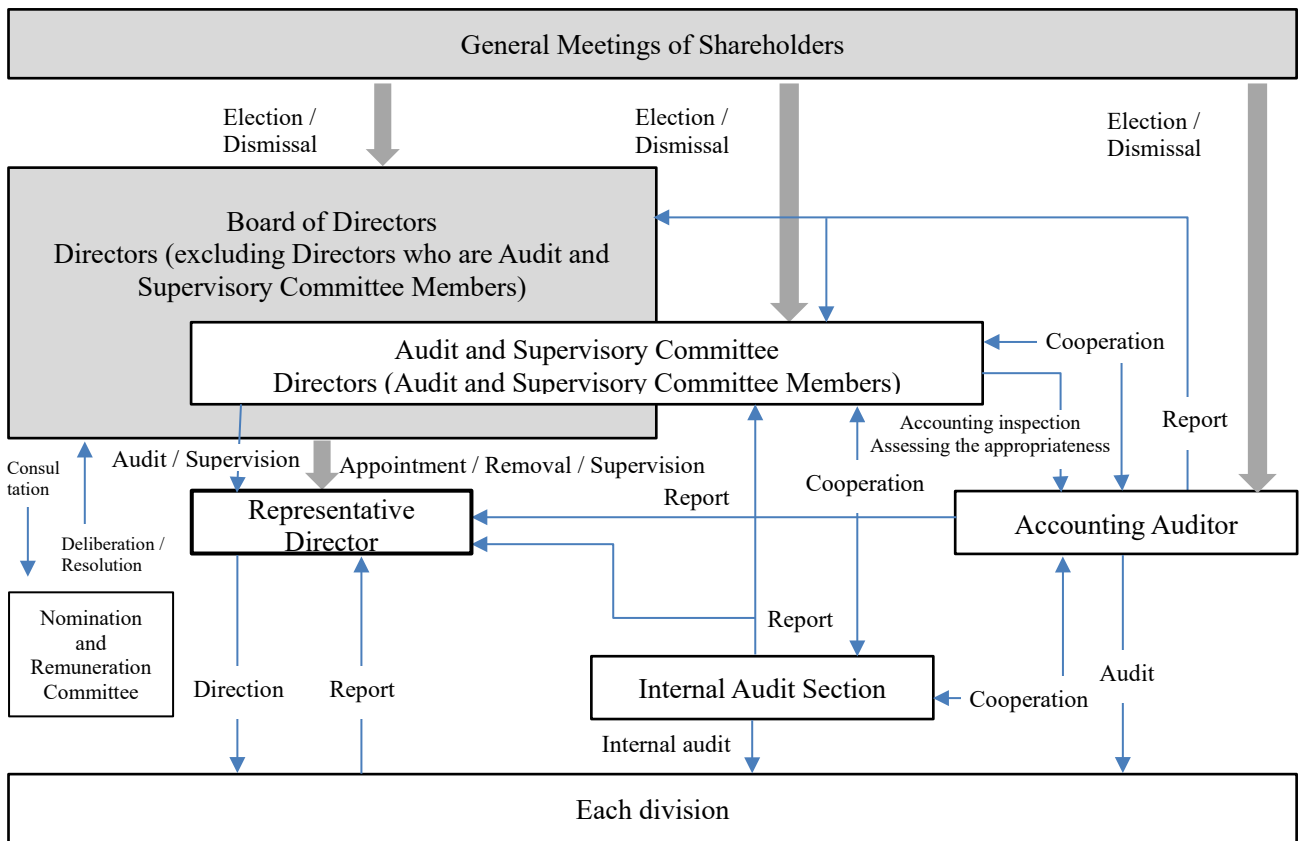 General Meetings of Shareholders
Election /
Dismissal
Election /
Dismissal
Election /
Dismissal
Board of Directors
Directors (excluding Directors who are Audit and
Supervisory Committee Members)
Audit and Supervisory Committee
Directors (Audit and Supervisory Committee Members)
Cooperation
Accounting inspection
Assessing the appropriateness
Report
Consul
tation
Audit / Supervision
Appointment / Removal / Supervision
Cooperation
Report
Representative
Director
Accounting Auditor
Deliberation /
Resolution
Nomination
and
Remuneration
Committee
Direction
Report
Report
Internal Audit Section
Cooperation
Audit
Internal audit
Each division